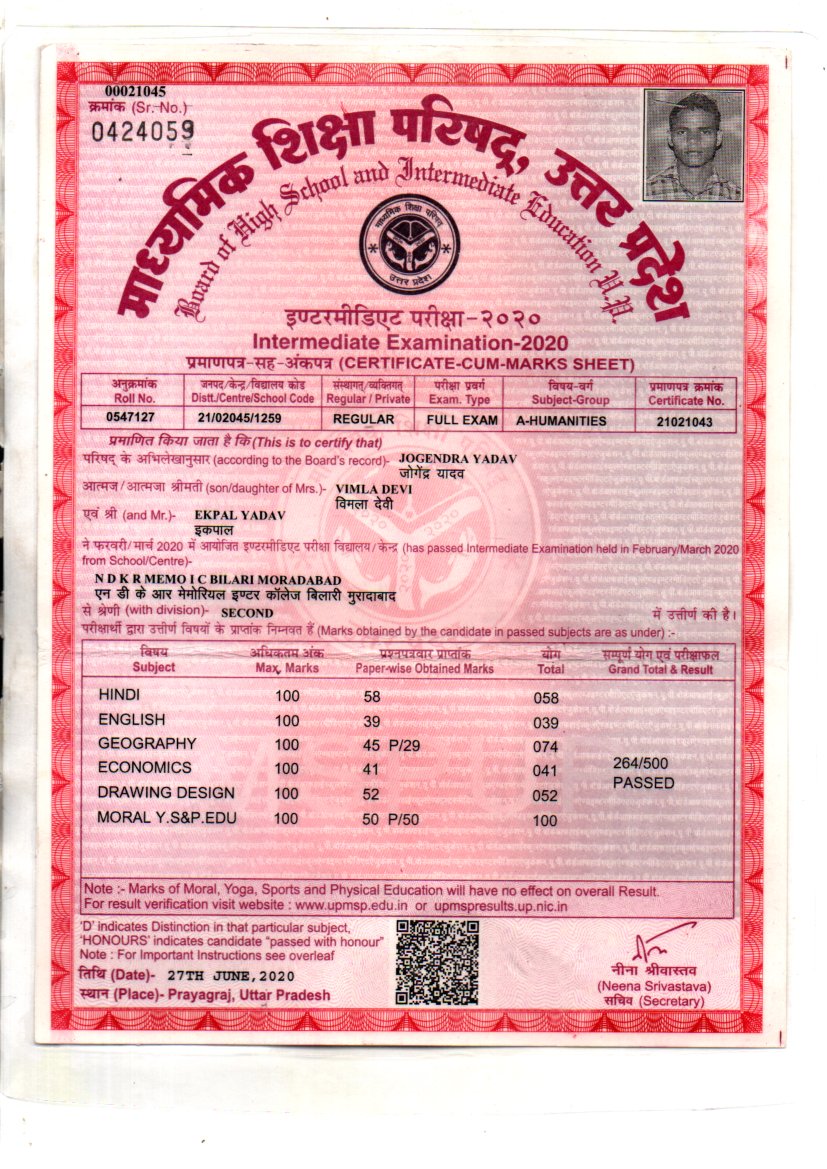 00021045
क्रमांक (Sr. No.)
0424059
माध्यमिक शिक्षा परिषद्, उत्तर प्रदेश
Board of High School and Intermediate Education U.P.
माध्यमिक शिक्षा परिषद
उत्तर प्रदेश
इण्टरमीडिएट परीक्षा-२०२०
Intermediate Examination-2020
प्रमाणपत्र-सह-अंकपत्र (CERTIFICATE-CUM-MARKS SHEET)
अनुक्रमांक जनपद/केन्द्र/विद्यालय कोड संस्थागत/व्यक्तिगत परीक्षा प्रवर्ग विषय-वर्ग प्रमाणपत्र क्रमांक
Roll No. Distt./Centre/School Code Regular / Private Exam. Type Subject-Group Certificate No.
0547127 21/02045/1259 REGULAR FULL EXAM A-HUMANITIES 21021043
प्रमाणित किया जाता है कि (This is to certify that)
परिषद् के अभिलेखानुसार (according to the Board's record)- JOGENDRA YADAV
जोगेंद्र यादव
आत्मज/आत्मजा श्रीमती (son/daughter of Mrs.)- VIMLA DEVI
विमला देवी
एवं श्री (and Mr.)- EKPAL YADAV
इकपाल
ने फरवरी/मार्च 2020 में आयोजित इण्टरमीडिएट परीक्षा विद्यालय/केन्द्र (has passed Intermediate Examination held in February/March 2020
from School/Centre)-
N D K R MEMO I C BILARI MORADABAD
एन डी के आर मेमोरियल इण्टर कॉलेज बिलारी मुरादाबाद
से श्रेणी (with division)- SECOND में उत्तीर्ण की है।
परीक्षार्थी द्वारा उत्तीर्ण विषयों के प्राप्तांक निम्नवत हैं (Marks obtained by the candidate in passed subjects are as under) :-
विषय अधिकतम अंक प्रश्नपत्रवार प्राप्तांक योग सम्पूर्ण योग एवं परीक्षाफल
Subject Max. Marks Paper-wise Obtained Marks Total Grand Total & Result
HINDI 100 58 058
ENGLISH 100 39 039
GEOGRAPHY 100 45 P/29 074
ECONOMICS 100 41 041 264/500
DRAWING DESIGN 100 52 052 PASSED
MORAL Y.S&P.EDU 100 50 P/50 100
Note :- Marks of Moral, Yoga, Sports and Physical Education will have no effect on overall Result.
For result verification visit website : www.upmsp.edu.in or upmspresults.up.nic.in
'D' indicates Distinction in that particular subject,
'HONOURS' indicates candidate "passed with honour"
Note : For Important Instructions see overleaf
तिथि (Date)- 27TH JUNE,2020
स्थान (Place)- Prayagraj, Uttar Pradesh
नीना श्रीवास्तव
(Neena Srivastava)
सचिव (Secretary)